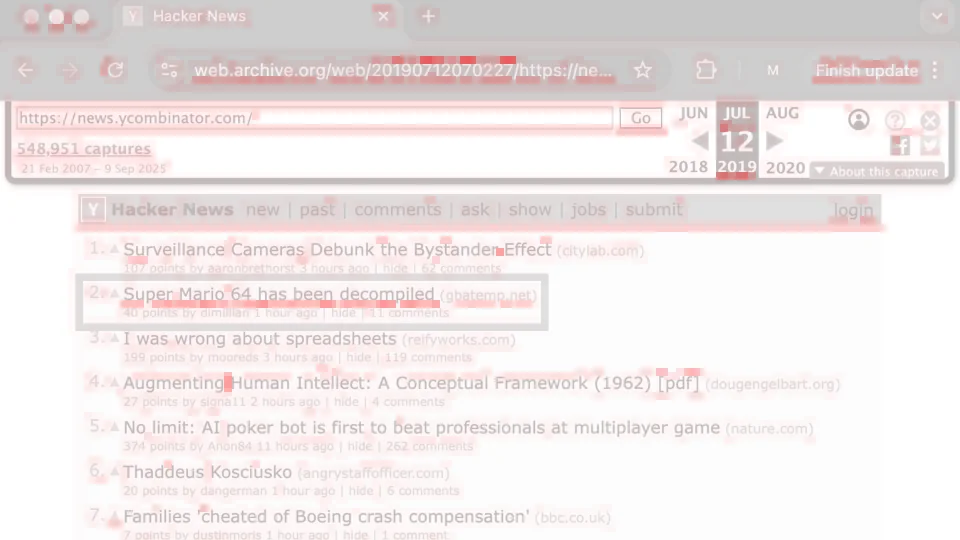 Y Hacker News
web.archive.org/web/20190712070227/https://ne... M Finish update
https://news.ycombinator.com/ Go JUN JUL AUG
12
548,951 captures
21 Feb 2007 – 9 Sep 2025 2018 2019 2020 About this capture
Y Hacker News new | past | comments | ask | show | jobs | submit login
1. Surveillance Cameras Debunk the Bystander Effect (citylab.com)
107 points by aaronbrethorst 3 hours ago | hide | 62 comments
2. Super Mario 64 has been decompiled (gbatemp.net)
40 points by dimillian 1 hour ago | hide | 11 comments
3. I was wrong about spreadsheets (reifyworks.com)
199 points by mooreds 3 hours ago | hide | 119 comments
4. Augmenting Human Intellect: A Conceptual Framework (1962) [pdf] (dougengelbart.org)
27 points by signa11 2 hours ago | hide | 4 comments
5. No limit: AI poker bot is first to beat professionals at multiplayer game (nature.com)
374 points by Anon84 11 hours ago | hide | 262 comments
6. Thaddeus Kosciusko (angrystaffofficer.com)
20 points by dangerman 1 hour ago | hide | 6 comments
7. Families 'cheated of Boeing crash compensation' (bbc.co.uk)
7 points by dustinmoris 1 hour ago | hide | 1 comment